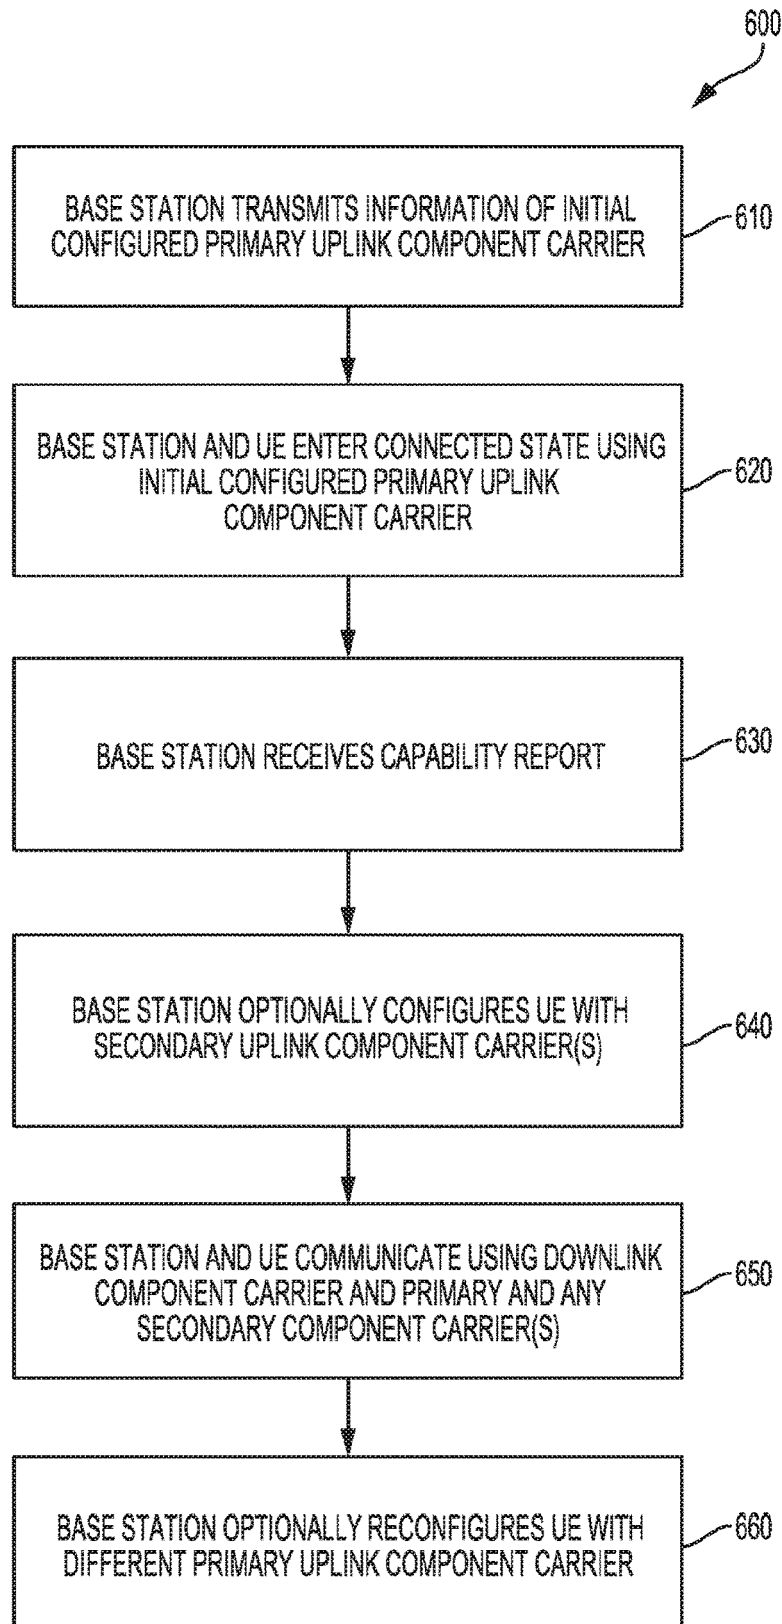 600
BASE STATION TRANSMITS INFORMATION OF INITIAL
CONFIGURED PRIMARY UPLINK COMPONENT CARRIER
610
BASE STATION AND UE ENTER CONNECTED STATE USING
INITIAL CONFIGURED PRIMARY UPLINK
COMPONENT CARRIER
620
BASE STATION RECEIVES CAPABILITY REPORT
630
BASE STATION OPTIONALLY CONFIGURES UE WITH
SECONDARY UPLINK COMPONENT CARRIER(S)
640
BASE STATION AND UE COMMUNICATE USING DOWNLINK
COMPONENT CARRIER AND PRIMARY AND ANY
SECONDARY COMPONENT CARRIER(S)
650
BASE STATION OPTIONALLY RECONFIGURES UE WITH
DIFFERENT PRIMARY UPLINK COMPONENT CARRIER
660